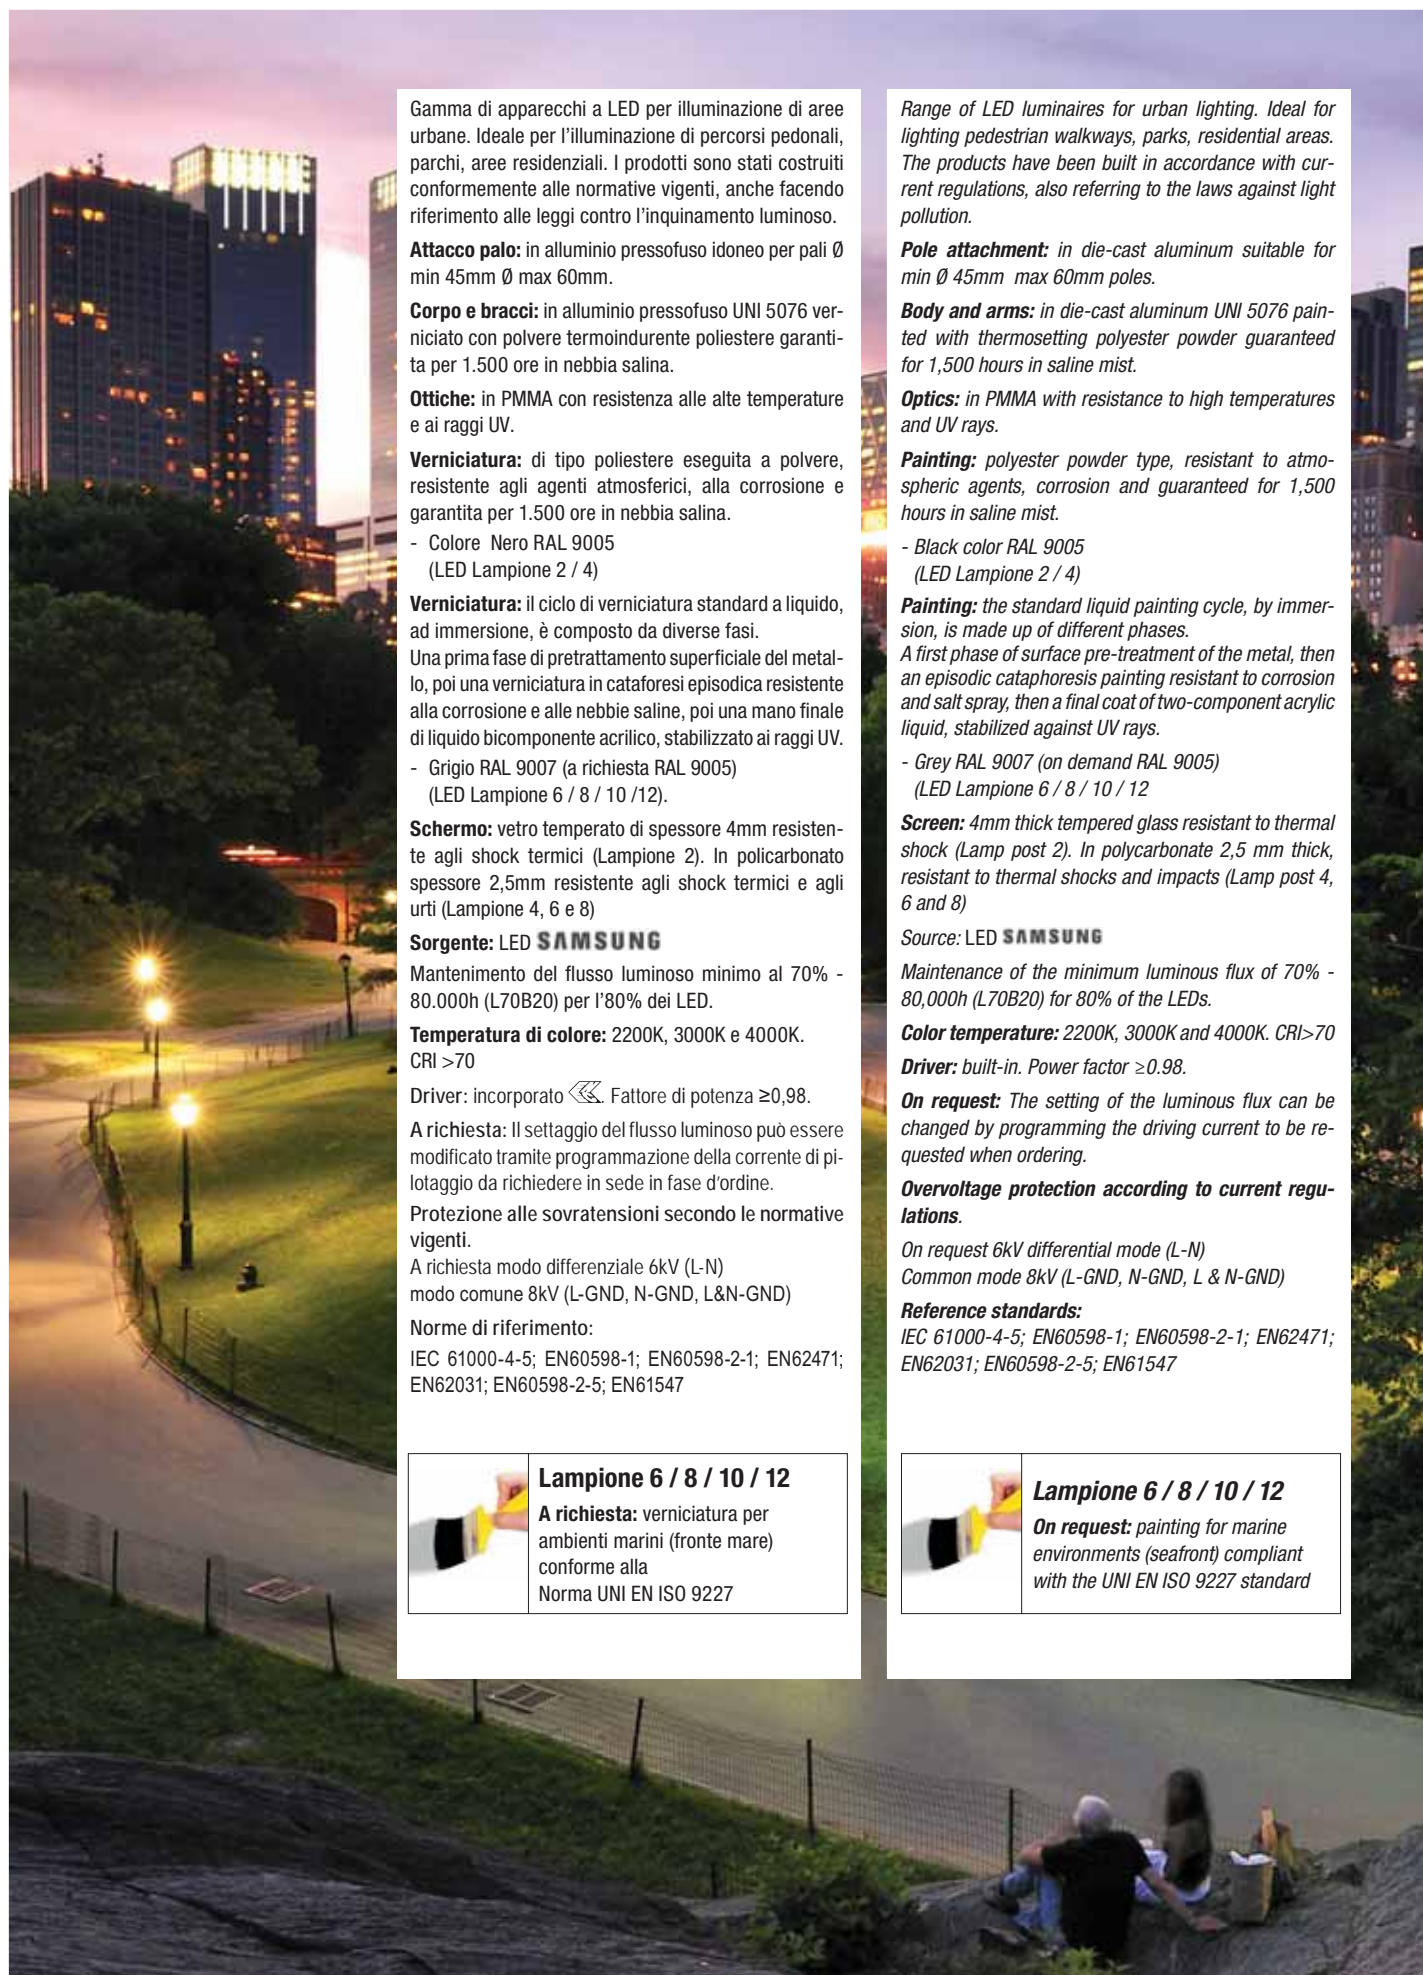 Gamma di apparecchi a LED per illuminazione di aree
urbane. Ideale per l'illuminazione di percorsi pedonali,
parchi, aree residenziali. I prodotti sono stati costruiti
conformemente alle normative vigenti, anche facendo
riferimento alle leggi contro l'inquinamento luminoso.
Attacco palo: in alluminio pressofuso idoneo per pali Ø
min 45mm Ø max 60mm.
Corpo e bracci: in alluminio pressofuso UNI 5076 ver-
niciato con polvere termoindurente poliestere garanti-
ta per 1.500 ore in nebbia salina.
Ottiche: in PMMA con resistenza alle alte temperature
e ai raggi UV.
Verniciatura: di tipo poliestere eseguita a polvere,
resistente agli agenti atmosferici, alla corrosione e
garantita per 1.500 ore in nebbia salina.
- Colore Nero RAL 9005
(LED Lampione 2 / 4)
Verniciatura: il ciclo di verniciatura standard a liquido,
ad immersione, è composto da diverse fasi.
Una prima fase di pretrattamento superficiale del metal-
lo, poi una verniciatura in cataforesi episodica resistente
alla corrosione e alle nebbie saline, poi una mano finale
di liquido bicomponente acrilico, stabilizzato ai raggi UV.
- Grigio RAL 9007 (a richiesta RAL 9005)
(LED Lampione 6 / 8 / 10 /12).
Schermo: vetro temperato di spessore 4mm resisten-
te agli shock termici (Lampione 2). In policarbonato
spessore 2,5mm resistente agli shock termici e agli
urti (Lampione 4, 6 e 8)
Sorgente: LED SAMSUNG
Mantenimento del flusso luminoso minimo al 70% -
80.000h (L70B20) per l'80% dei LED.
Temperatura di colore: 2200K, 3000K e 4000K.
CRI >70
Driver: incorporato . Fattore di potenza ≥0,98.
A richiesta: Il settaggio del flusso luminoso può essere
modificato tramite programmazione della corrente di pi-
lotaggio da richiedere in sede in fase d'ordine.
Protezione alle sovratensioni secondo le normative
vigenti.
A richiesta modo differenziale 6kV (L-N)
modo comune 8kV (L-GND, N-GND, L&N-GND)
Norme di riferimento:
IEC 61000-4-5; EN60598-1; EN60598-2-1; EN62471;
EN62031; EN60598-2-5; EN61547
Lampione 6 / 8 / 10 / 12
A richiesta: verniciatura per
ambienti marini (fronte mare)
conforme alla
Norma UNI EN ISO 9227
Range of LED luminaires for urban lighting. Ideal for
lighting pedestrian walkways, parks, residential areas.
The products have been built in accordance with cur-
rent regulations, also referring to the laws against light
pollution.
Pole attachment: in die-cast aluminum suitable for
min Ø 45mm max 60mm poles.
Body and arms: in die-cast aluminum UNI 5076 pain-
ted with thermosetting polyester powder guaranteed
for 1,500 hours in saline mist.
Optics: in PMMA with resistance to high temperatures
and UV rays.
Painting: polyester powder type, resistant to atmo-
spheric agents, corrosion and guaranteed for 1,500
hours in saline mist.
- Black color RAL 9005
(LED Lampione 2 / 4)
Painting: the standard liquid painting cycle, by immer-
sion, is made up of different phases.
A first phase of surface pre-treatment of the metal, then
an episodic cataphoresis painting resistant to corrosion
and salt spray, then a final coat of two-component acrylic
liquid, stabilized against UV rays.
- Grey RAL 9007 (on demand RAL 9005)
(LED Lampione 6 / 8 / 10 / 12
Screen: 4mm thick tempered glass resistant to thermal
shock (Lamp post 2). In polycarbonate 2,5 mm thick,
resistant to thermal shocks and impacts (Lamp post 4,
6 and 8)
Source: LED SAMSUNG
Maintenance of the minimum luminous flux of 70% -
80,000h (L70B20) for 80% of the LEDs.
Color temperature: 2200K, 3000K and 4000K. CRI>70
Driver: built-in. Power factor ≥0.98.
On request: The setting of the luminous flux can be
changed by programming the driving current to be re-
quested when ordering.
Overvoltage protection according to current regu-
lations.
On request 6kV differential mode (L-N)
Common mode 8kV (L-GND, N-GND, L & N-GND)
Reference standards:
IEC 61000-4-5; EN60598-1; EN60598-2-1; EN62471;
EN62031; EN60598-2-5; EN61547
Lampione 6 / 8 / 10 / 12
On request: painting for marine
environments (seafront) compliant
with the UNI EN ISO 9227 standard